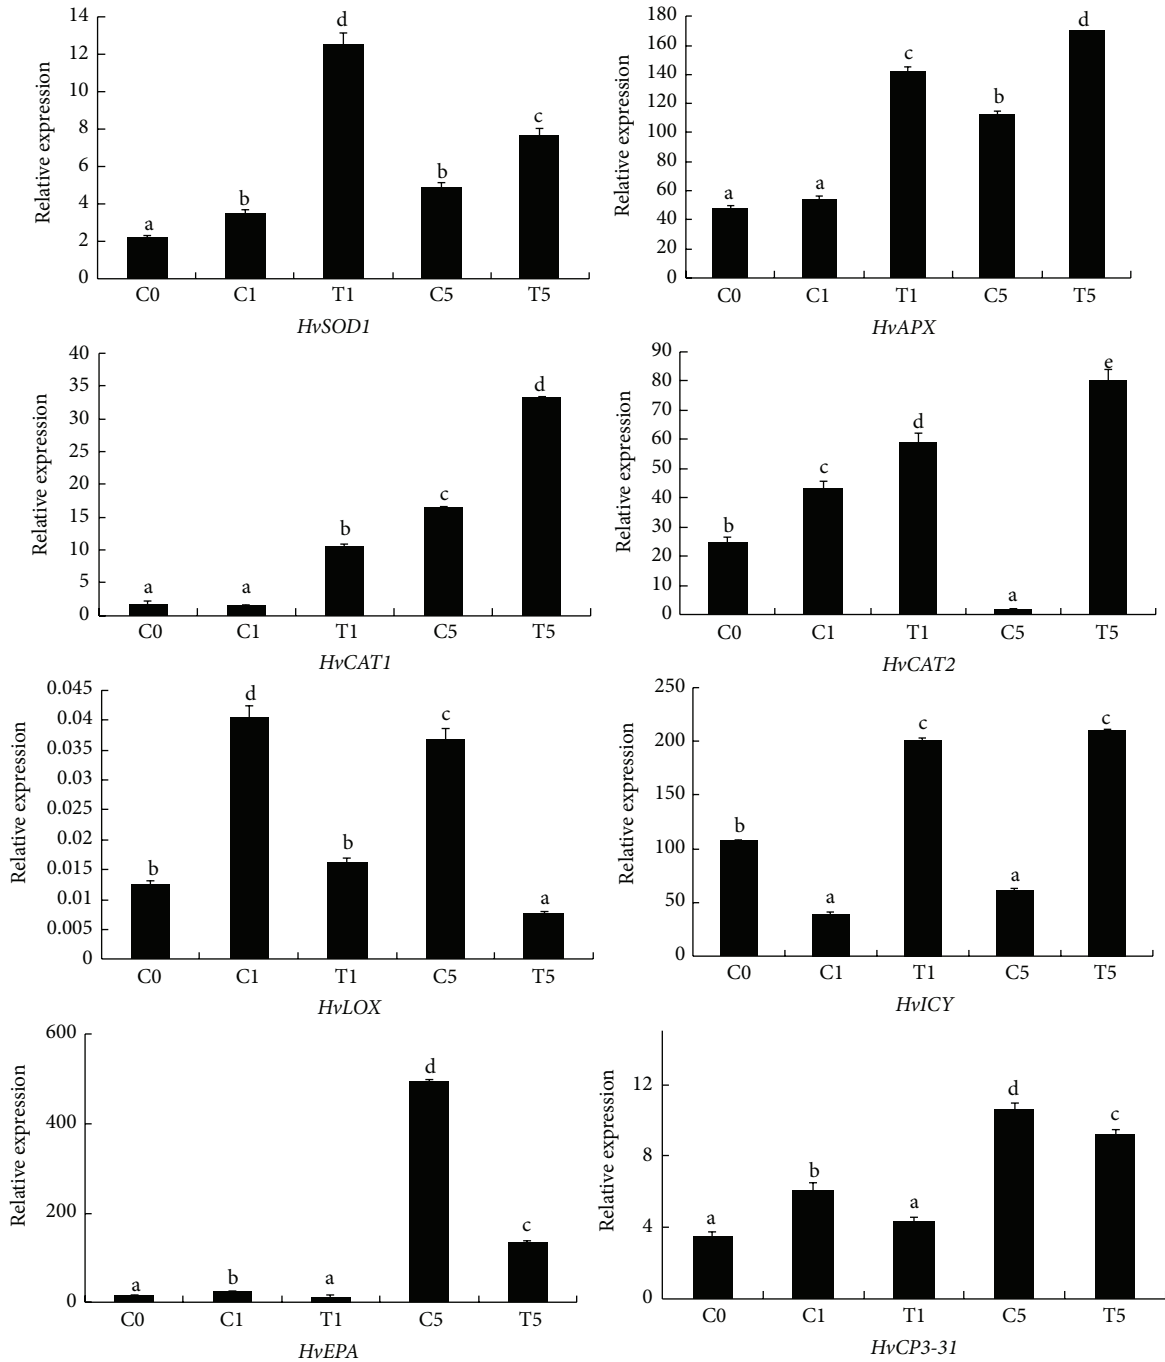 14
12
10
8
6
4
2
0
Relative expression
a
b
d
b
c
C0 C1 T1 C5 T5
HvSOD1
180
160
140
120
100
80
60
40
20
0
Relative expression
a
a
c
b
d
C0 C1 T1 C5 T5
HvAPX
40
35
30
25
20
15
10
5
0
Relative expression
a
a
b
c
d
C0 C1 T1 C5 T5
HvCAT1
90
80
70
60
50
40
30
20
10
0
Relative expression
b
c
d
a
e
C0 C1 T1 C5 T5
HvCAT2
0.045
0.04
0.035
0.03
0.025
0.02
0.015
0.01
0.005
0
Relative expression
b
d
b
c
a
C0 C1 T1 C5 T5
HvLOX
250
200
150
100
50
0
Relative expression
b
a
c
a
c
C0 C1 T1 C5 T5
HvICY
600
400
200
0
Relative expression
a
b
a
d
c
C0 C1 T1 C5 T5
HvEPA
12
8
4
0
Relative expression
a
b
a
d
c
C0 C1 T1 C5 T5
HvCP3-31